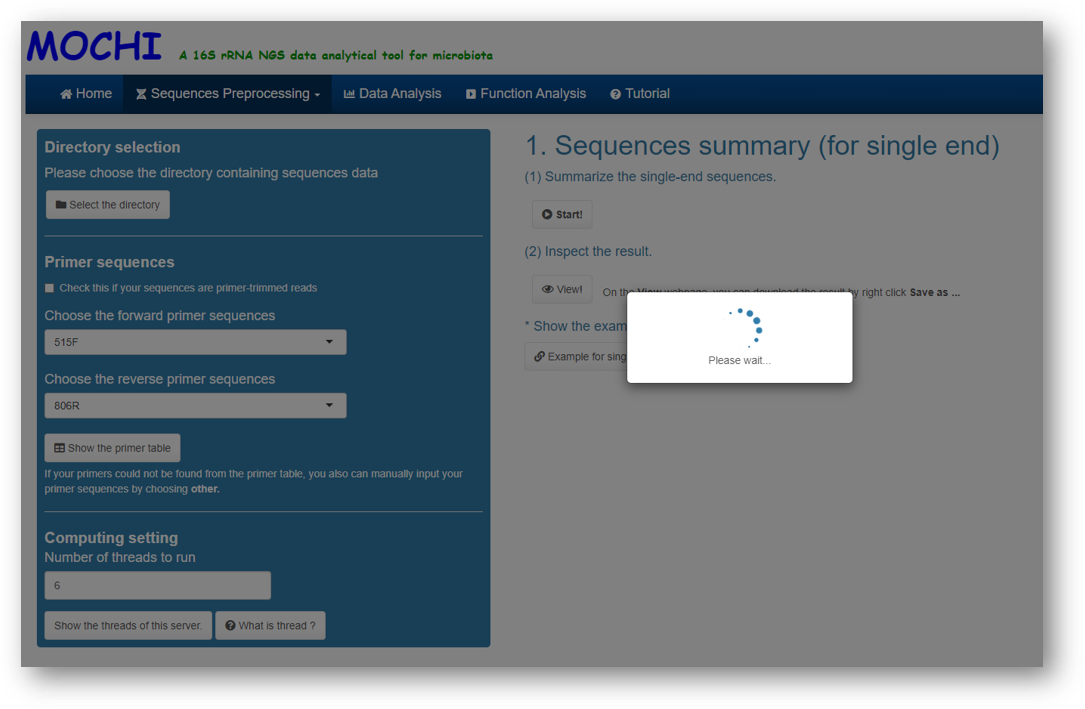 MOCHI A 16S rRNA NGS data analytical tool for microbiota
Home Sequences Preprocessing Data Analysis Function Analysis Tutorial
Directory selection
Please choose the directory containing sequences data
Select the directory
Primer sequences
Check this if your sequences are primer-trimmed reads
Choose the forward primer sequences
515F
Choose the reverse primer sequences
806R
Show the primer table
If your primers could not be found from the primer table, you also can manually input your
primer sequences by choosing other.
Computing setting
Number of threads to run
6
Show the threads of this server. What is thread ?
1. Sequences summary (for single end)
(1) Summarize the single-end sequences.
Start!
(2) Inspect the result.
View! On the View webpage, you can download the result by right click Save as ...
* Show the exam
Example for sing
Please wait...